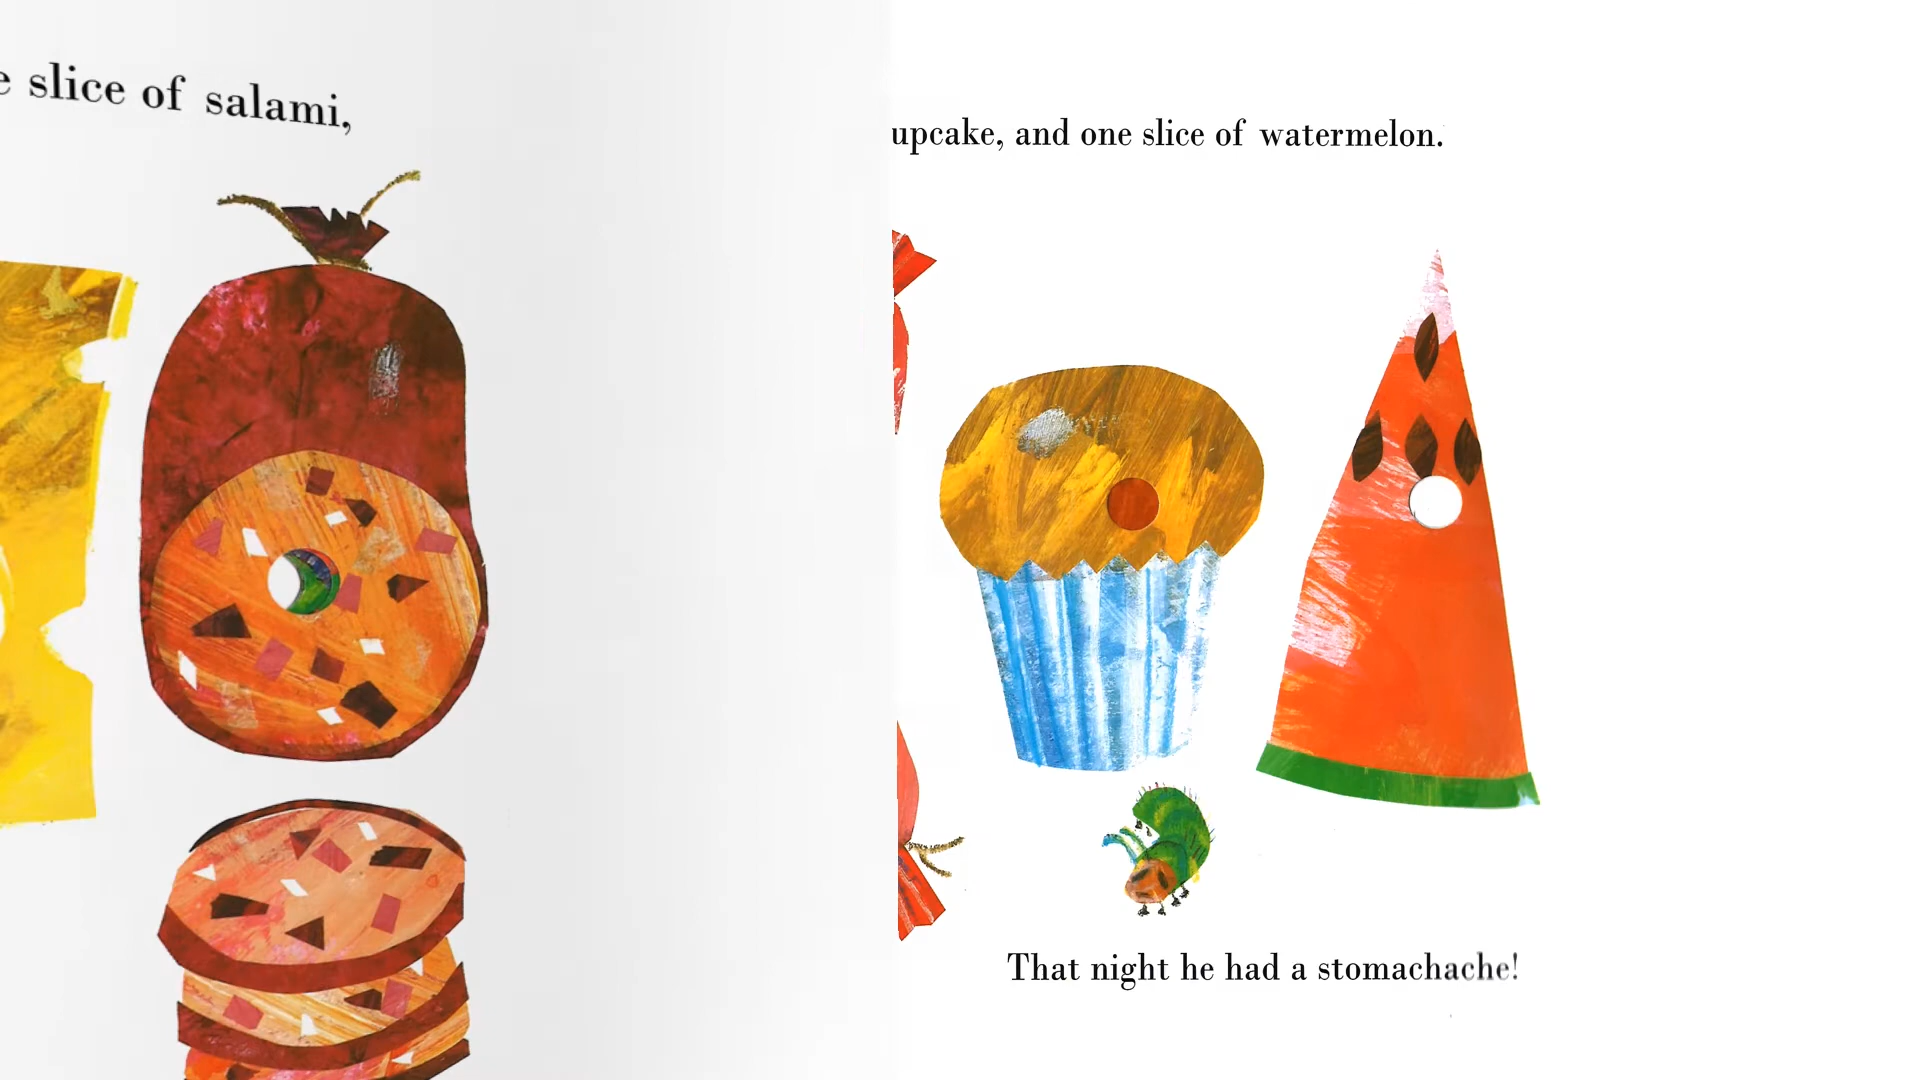 slice of salami,
upcake, and one slice of watermelon.
That night he had a stomachache!